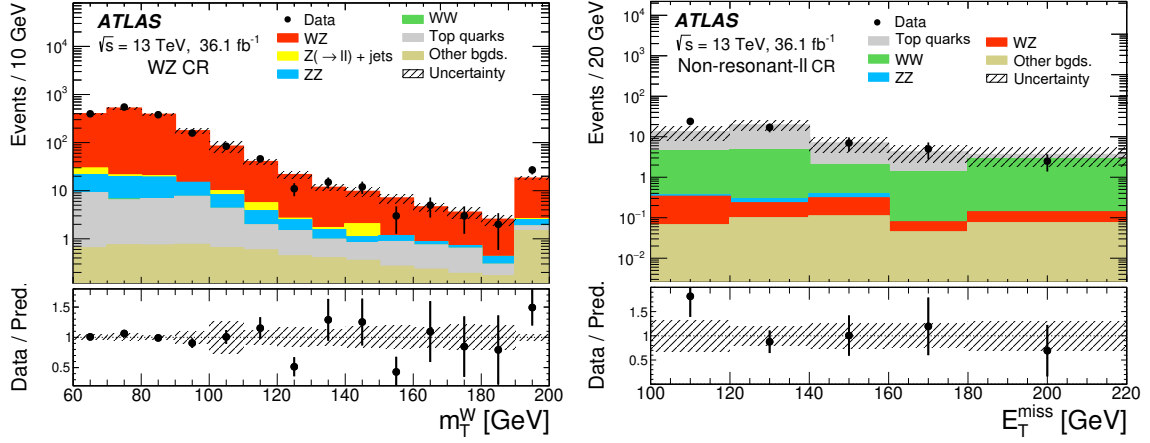 ATLAS
√s = 13 TeV, 36.1 fb⁻¹
WZ CR
Data
WZ
Z(→ll) + jets
ZZ
WW
Top quarks
Other bgds.
Uncertainty
Events / 10 GeV
10⁴
10³
10²
10
1
Data / Pred.
1.5
1
0.5
60 80 100 120 140 160 180 200
m_T^W [GeV]
ATLAS
√s = 13 TeV, 36.1 fb⁻¹
Non-resonant-ll CR
Data
Top quarks
WW
ZZ
WZ
Other bgds.
Uncertainty
Events / 20 GeV
10⁴
10³
10²
10
1
10⁻¹
10⁻²
Data / Pred.
1.5
1
0.5
100 120 140 160 180 200 220
E_T^miss [GeV]